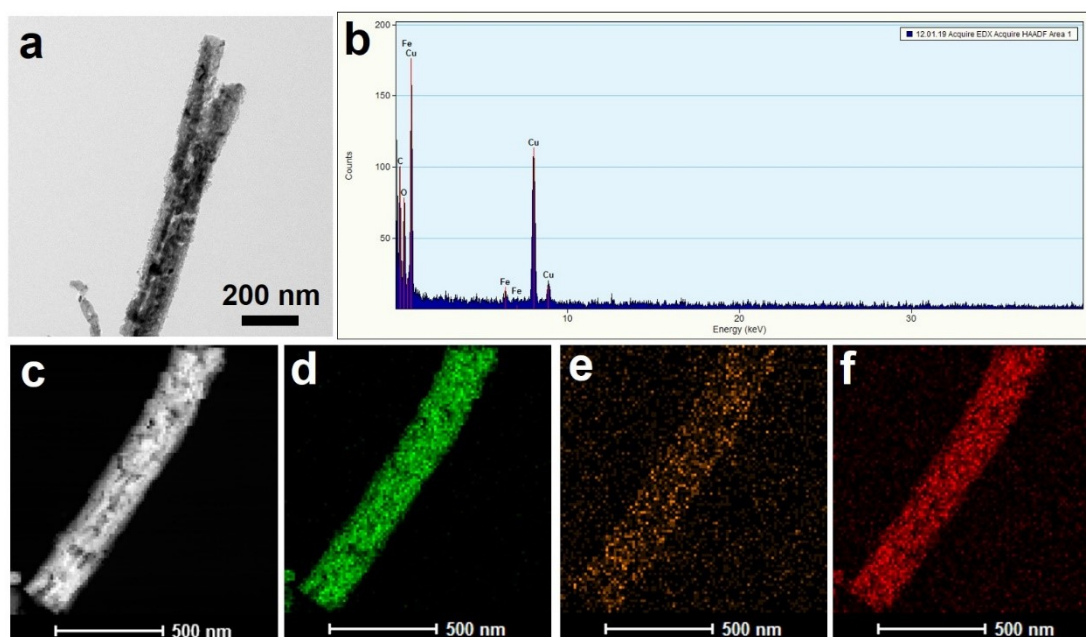 a
200 nm
b
200
150
100
50
Counts
Fe
Cu
C
O
Fe
Fe
Cu
Cu
10
20
30
Energy (keV)
12.01.19 Acquire EDX Acquire HAADF Area 1
c
500 nm
d
500 nm
e
500 nm
f
500 nm